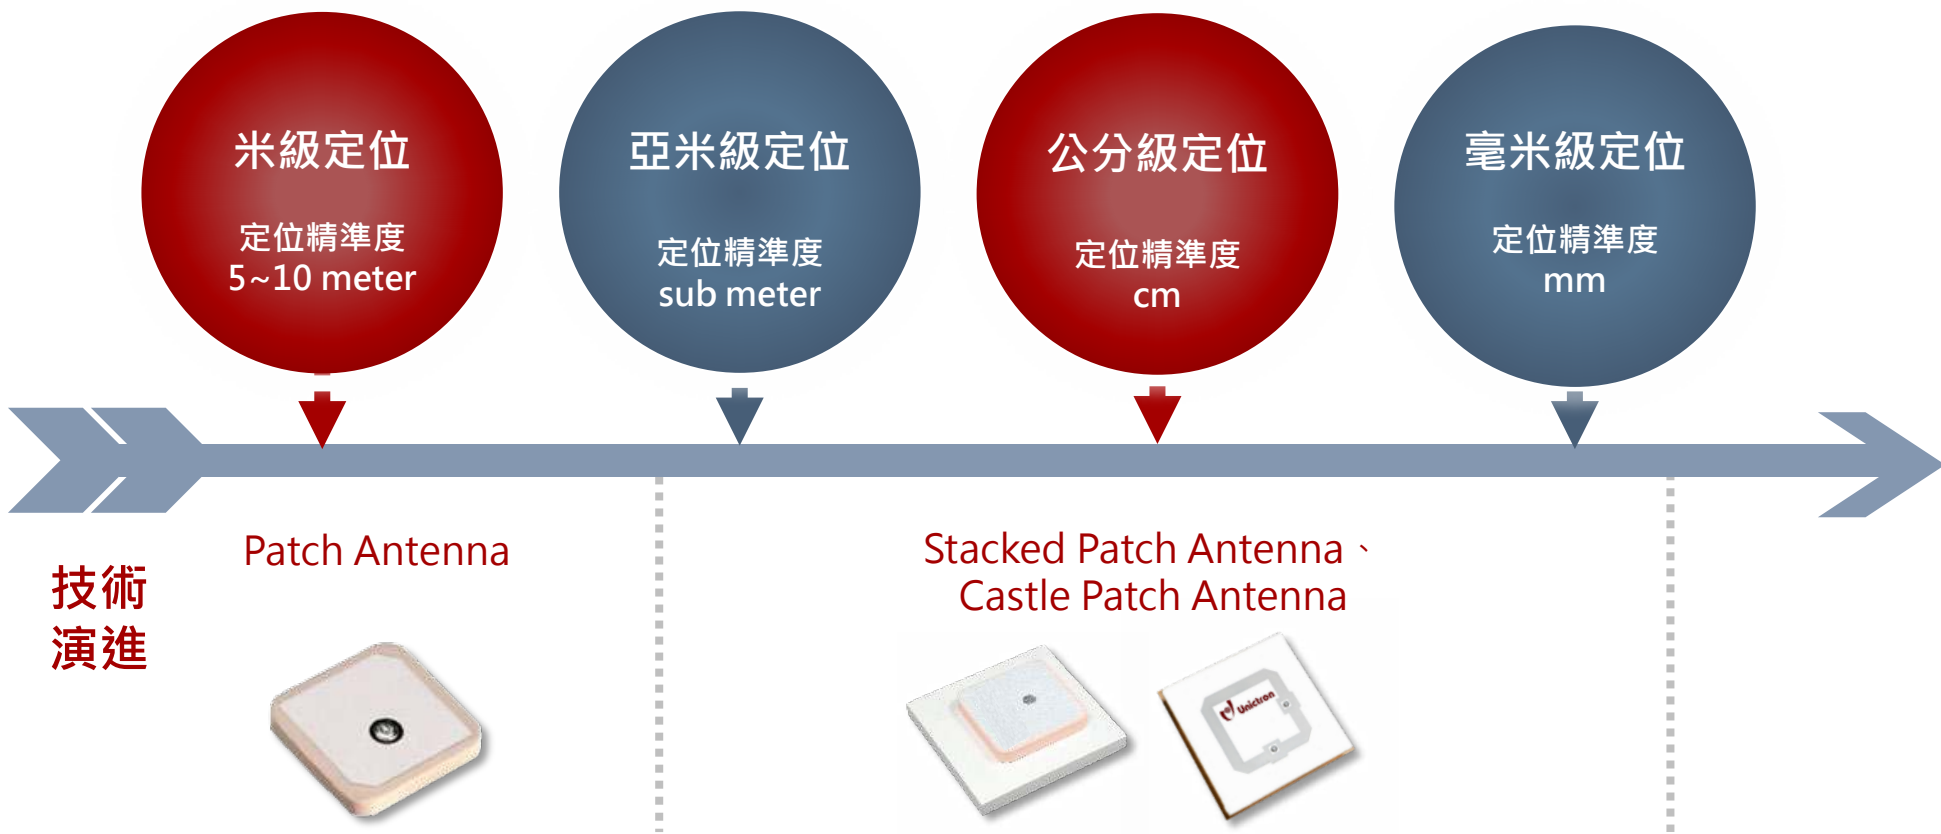 米級定位
定位精準度
5~10 meter
亞米級定位
定位精準度
sub meter
公分級定位
定位精準度
cm
毫米級定位
定位精準度
mm
技術
演進
Patch Antenna
Stacked Patch Antenna、
Castle Patch Antenna
Unictron